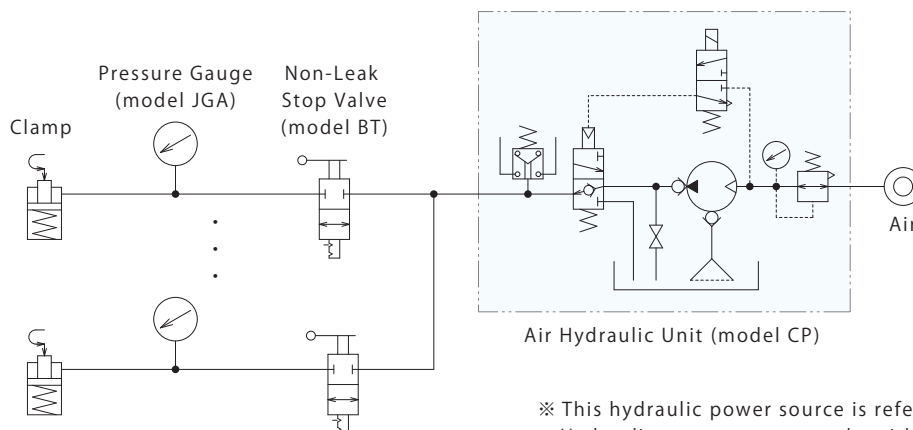 Pressure Gauge
(model JGA)
Non-Leak
Stop Valve
(model BT)
Clamp
Air
Air Hydraulic Unit (model CP)
※ This hydraulic power source is refe